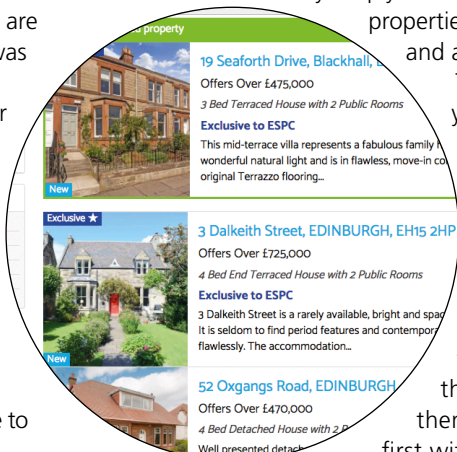 are
was
r
e to
propertie
and a
y
th
ther
first wit
d property
19 Seaforth Drive, Blackhall,
Offers Over £475,000
3 Bed Terraced House with 2 Public Rooms
Exclusive to ESPC
This mid-terrace villa represents a fabulous family
wonderful natural light and is in flawless, move-in co
original Terrazzo flooring...
New
Exclusive ★
3 Dalkeith Street, EDINBURGH, EH15 2HP
Offers Over £725,000
4 Bed End Terraced House with 2 Public Rooms
Exclusive to ESPC
3 Dalkeith Street is a rarely available, bright and spac
It is seldom to find period features and contempora
flawlessly. The accommodation...
New
52 Oxgangs Road, EDINBURGH
Offers Over £470,000
4 Bed Detached House with 2 P
Well presented detach